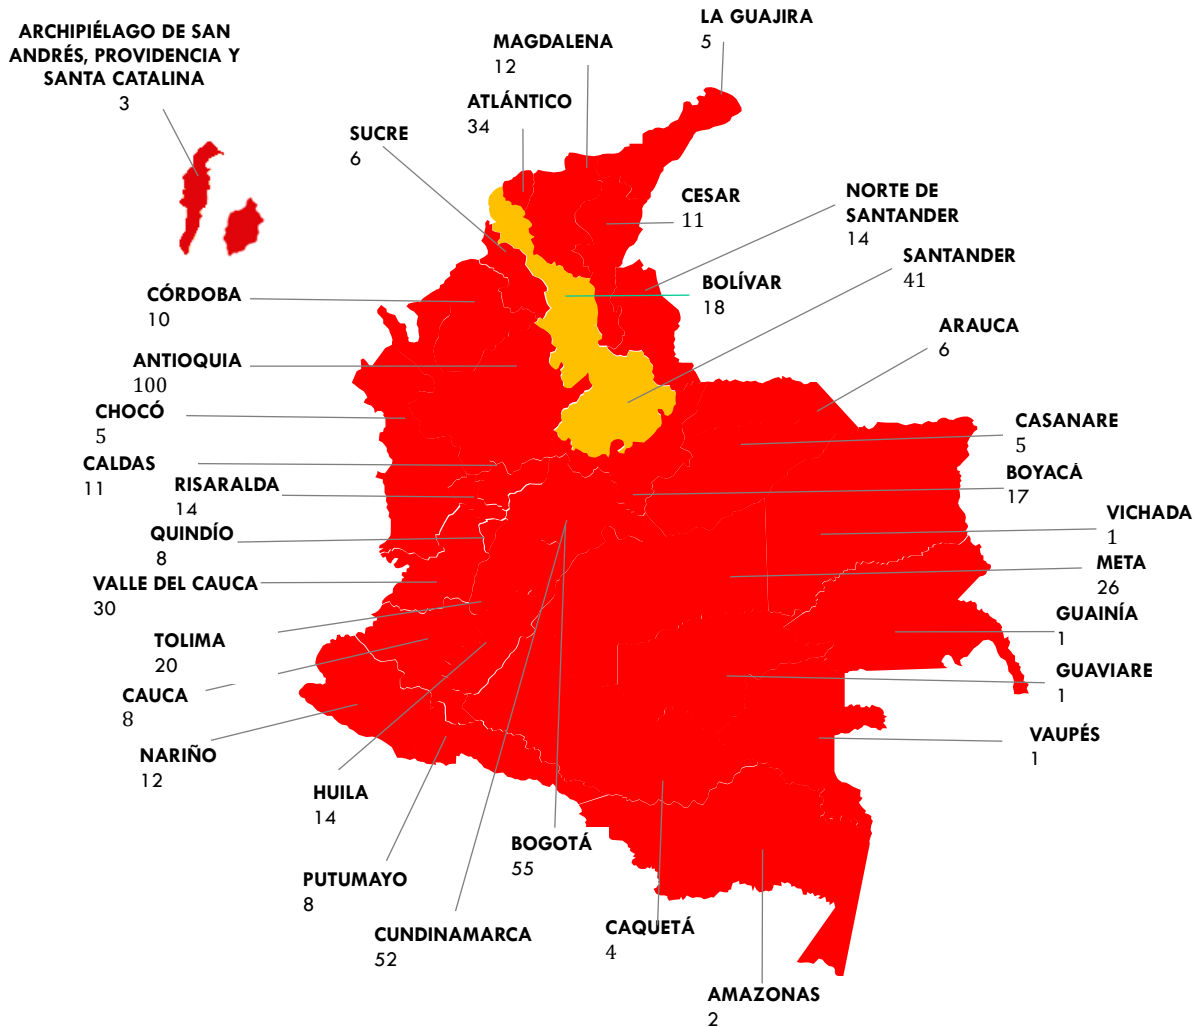 ARCHIPIÉLAGO DE SAN
ANDRÉS, PROVIDENCIA Y
SANTA CATALINA
3
LA GUAJIRA
5
MAGDALENA
12
ATLÁNTICO
34
SUCRE
6
CESAR
11
NORTE DE
SANTANDER
14
SANTANDER
41
BOLÍVAR
18
CÓRDOBA
10
ARAUCA
6
ANTIOQUIA
100
CHOCÓ
5
CASANARE
5
CALDAS
11
BOYACÁ
17
RISARALDA
14
VICHADA
1
QUINDÍO
8
META
26
VALLE DEL CAUCA
30
GUAINÍA
1
TOLIMA
20
GUAVIARE
1
CAUCA
8
VAUPÉS
1
NARIÑO
12
HUILA
14
BOGOTÁ
55
PUTUMAYO
8
CUNDINAMARCA
52
CAQUETÁ
4
AMAZONAS
2